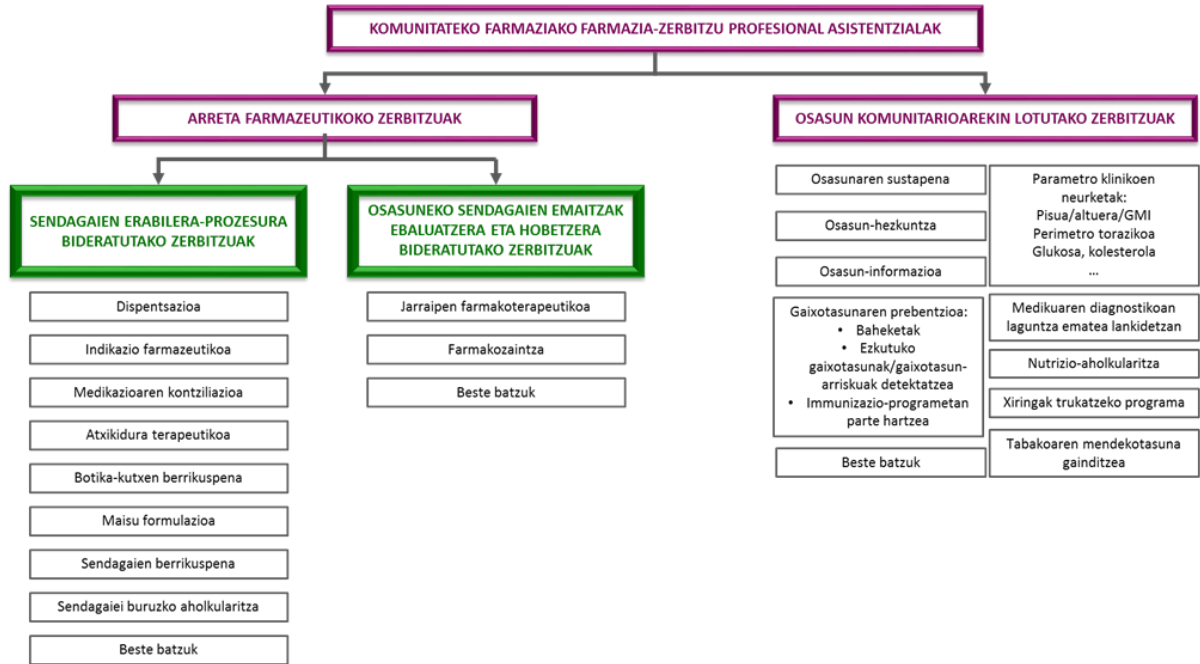 KOMUNITATEKO FARMAZIAKO FARMAZIA-ZERBITZU PROFESIONAL ASISTENTZIALAK
ARRETA FARMAZEUTIKOKO ZERBITZUAK
SENDAGAIEN ERABILERA-PROZESURA
BIDERATUTAKO ZERBITZUAK
Dispentsazioa
Indikazio farmazeutikoa
Medikazioaren kontziliazioa
Atxikidura terapeutikoa
Botika-kutxen berrikuspena
Maisu formulazioa
Sendagaien berrikuspena
Sendagaiei buruzko aholkularitza
Beste batzuk
OSASUNEKO SENDAGAIEN EMAITZAK
EBALUATZERA ETA HOBETZERA
BIDERATUTAKO ZERBITZUAK
Jarraipen farmakoterapeutikoa
Farmakozaintza
Beste batzuk
OSASUN KOMUNITARIOAREKIN LOTUTAKO ZERBITZUAK
Osasunaren sustapena
Osasun-hezkuntza
Osasun-informazioa
Gaixotasunaren prebentzioa:
• Baheketak
• Ezkutuko
gaixotasunak/gaixotasun-
arriskuak detektatzea
• Immunizazio-programetan
parte hartzea
Beste batzuk
Parametro klinikoen
neurketak:
Pisua/altuera/GMI
Perimetro torazikoa
Glukosa, kolesterola
...
Medikuaren diagnostikoan
laguntza ematea lankidetzan
Nutrizio-aholkularitza
Xiringak trukatzeko programa
Tabakoaren mendekotasuna
gainditzea